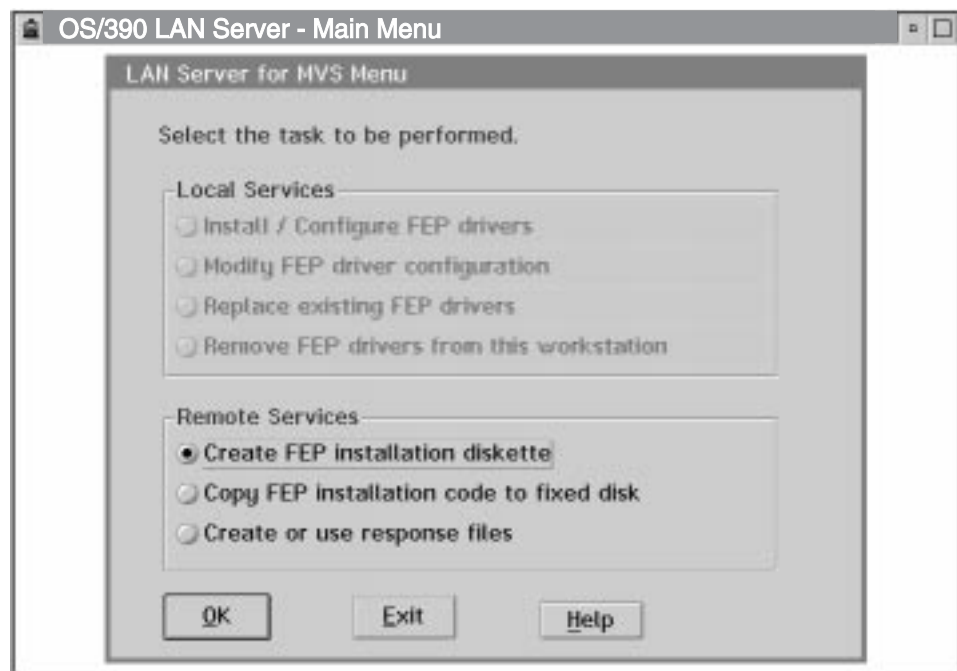 OS/390 LAN Server - Main Menu
LAN Server for MVS Menu
Select the task to be performed.
Local Services
Install / Configure FEP drivers
Modify FEP driver configuration
Replace existing FEP drivers
Remove FEP drivers from this workstation
Remote Services
Create FEP installation diskette
Copy FEP installation code to fixed disk
Create or use response files
OK
Exit
Help